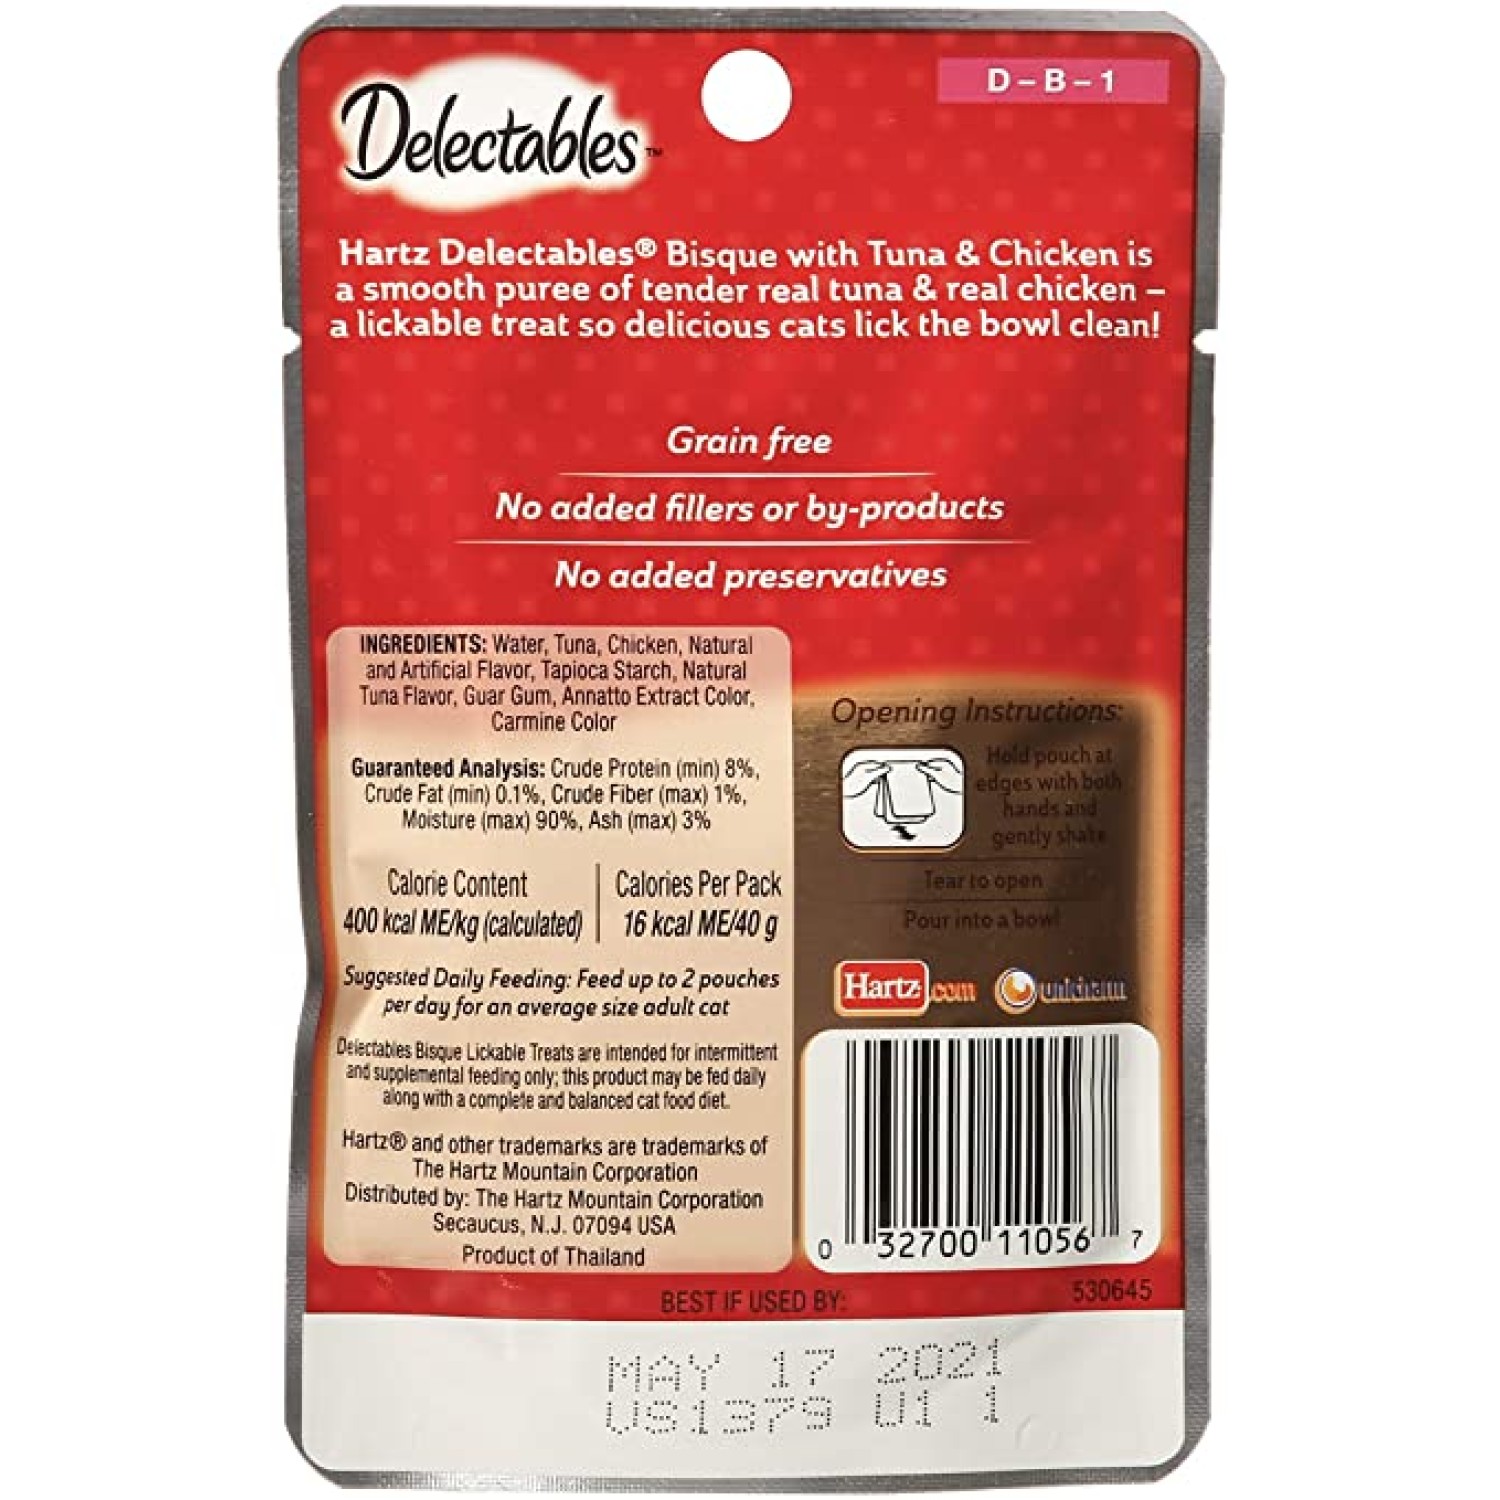 Delectables™
D – B – 1
Hartz Delectables® Bisque with Tuna & Chicken is
a smooth puree of tender real tuna & real chicken –
a lickable treat so delicious cats lick the bowl clean!
Grain free
No added fillers or by-products
No added preservatives
INGREDIENTS: Water, Tuna, Chicken, Natural
and Artificial Flavor, Tapioca Starch, Natural
Tuna Flavor, Guar Gum, Annatto Extract Color,
Carmine Color
Guaranteed Analysis: Crude Protein (min) 8%,
Crude Fat (min) 0.1%, Crude Fiber (max) 1%,
Moisture (max) 90%, Ash (max) 3%
Calorie Content
400 kcal ME/kg (calculated)
Calories Per Pack
16 kcal ME/40 g
Suggested Daily Feeding: Feed up to 2 pouches
per day for an average size adult cat
Delectables Bisque Lickable Treats are intended for intermittent
and supplemental feeding only; this product may be fed daily
along with a complete and balanced cat food diet.
Hartz® and other trademarks are trademarks of
The Hartz Mountain Corporation
Distributed by: The Hartz Mountain Corporation
Secaucus, N.J. 07094 USA
Product of Thailand
Opening Instructions:
Hold pouch at
edges with both
hands and
gently shake
Tear to open
Pour into a bowl
Hartz.com
unicharm
0 32700 11056 7
530645
BEST IF USED BY:
MAY 17 2021
US1379 U1 1